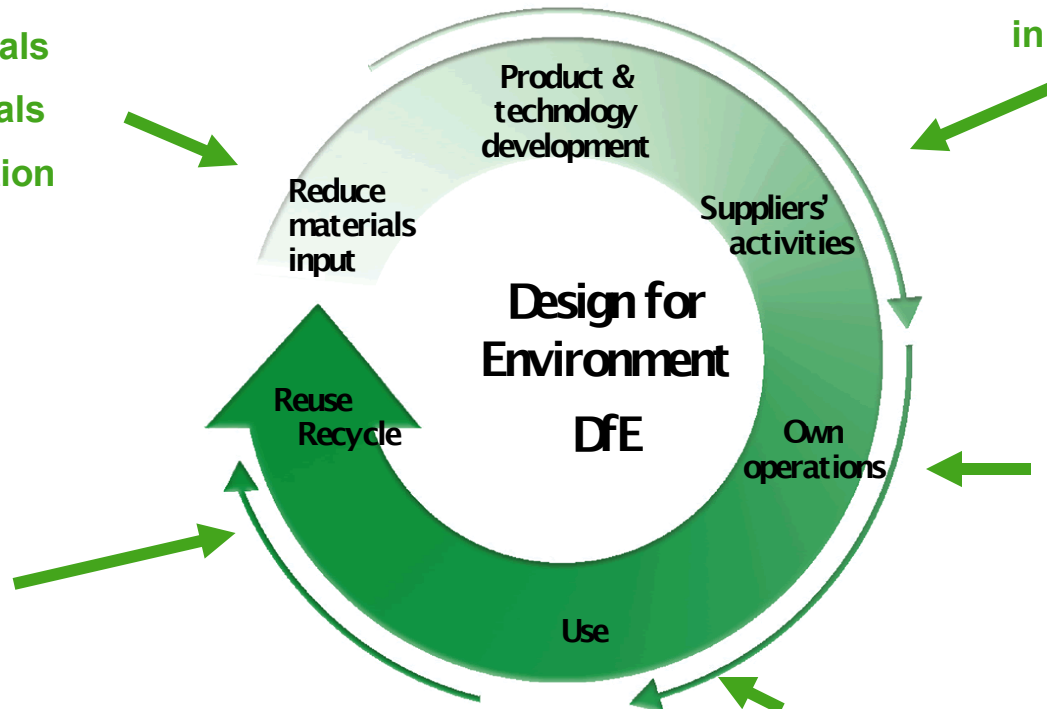 als
als
ion
in
Product &
technology
development
Reduce
materials
input
Suppliers'
activities
Design for
Environment
DfE
Reuse
Recycle
Own
operations
Use